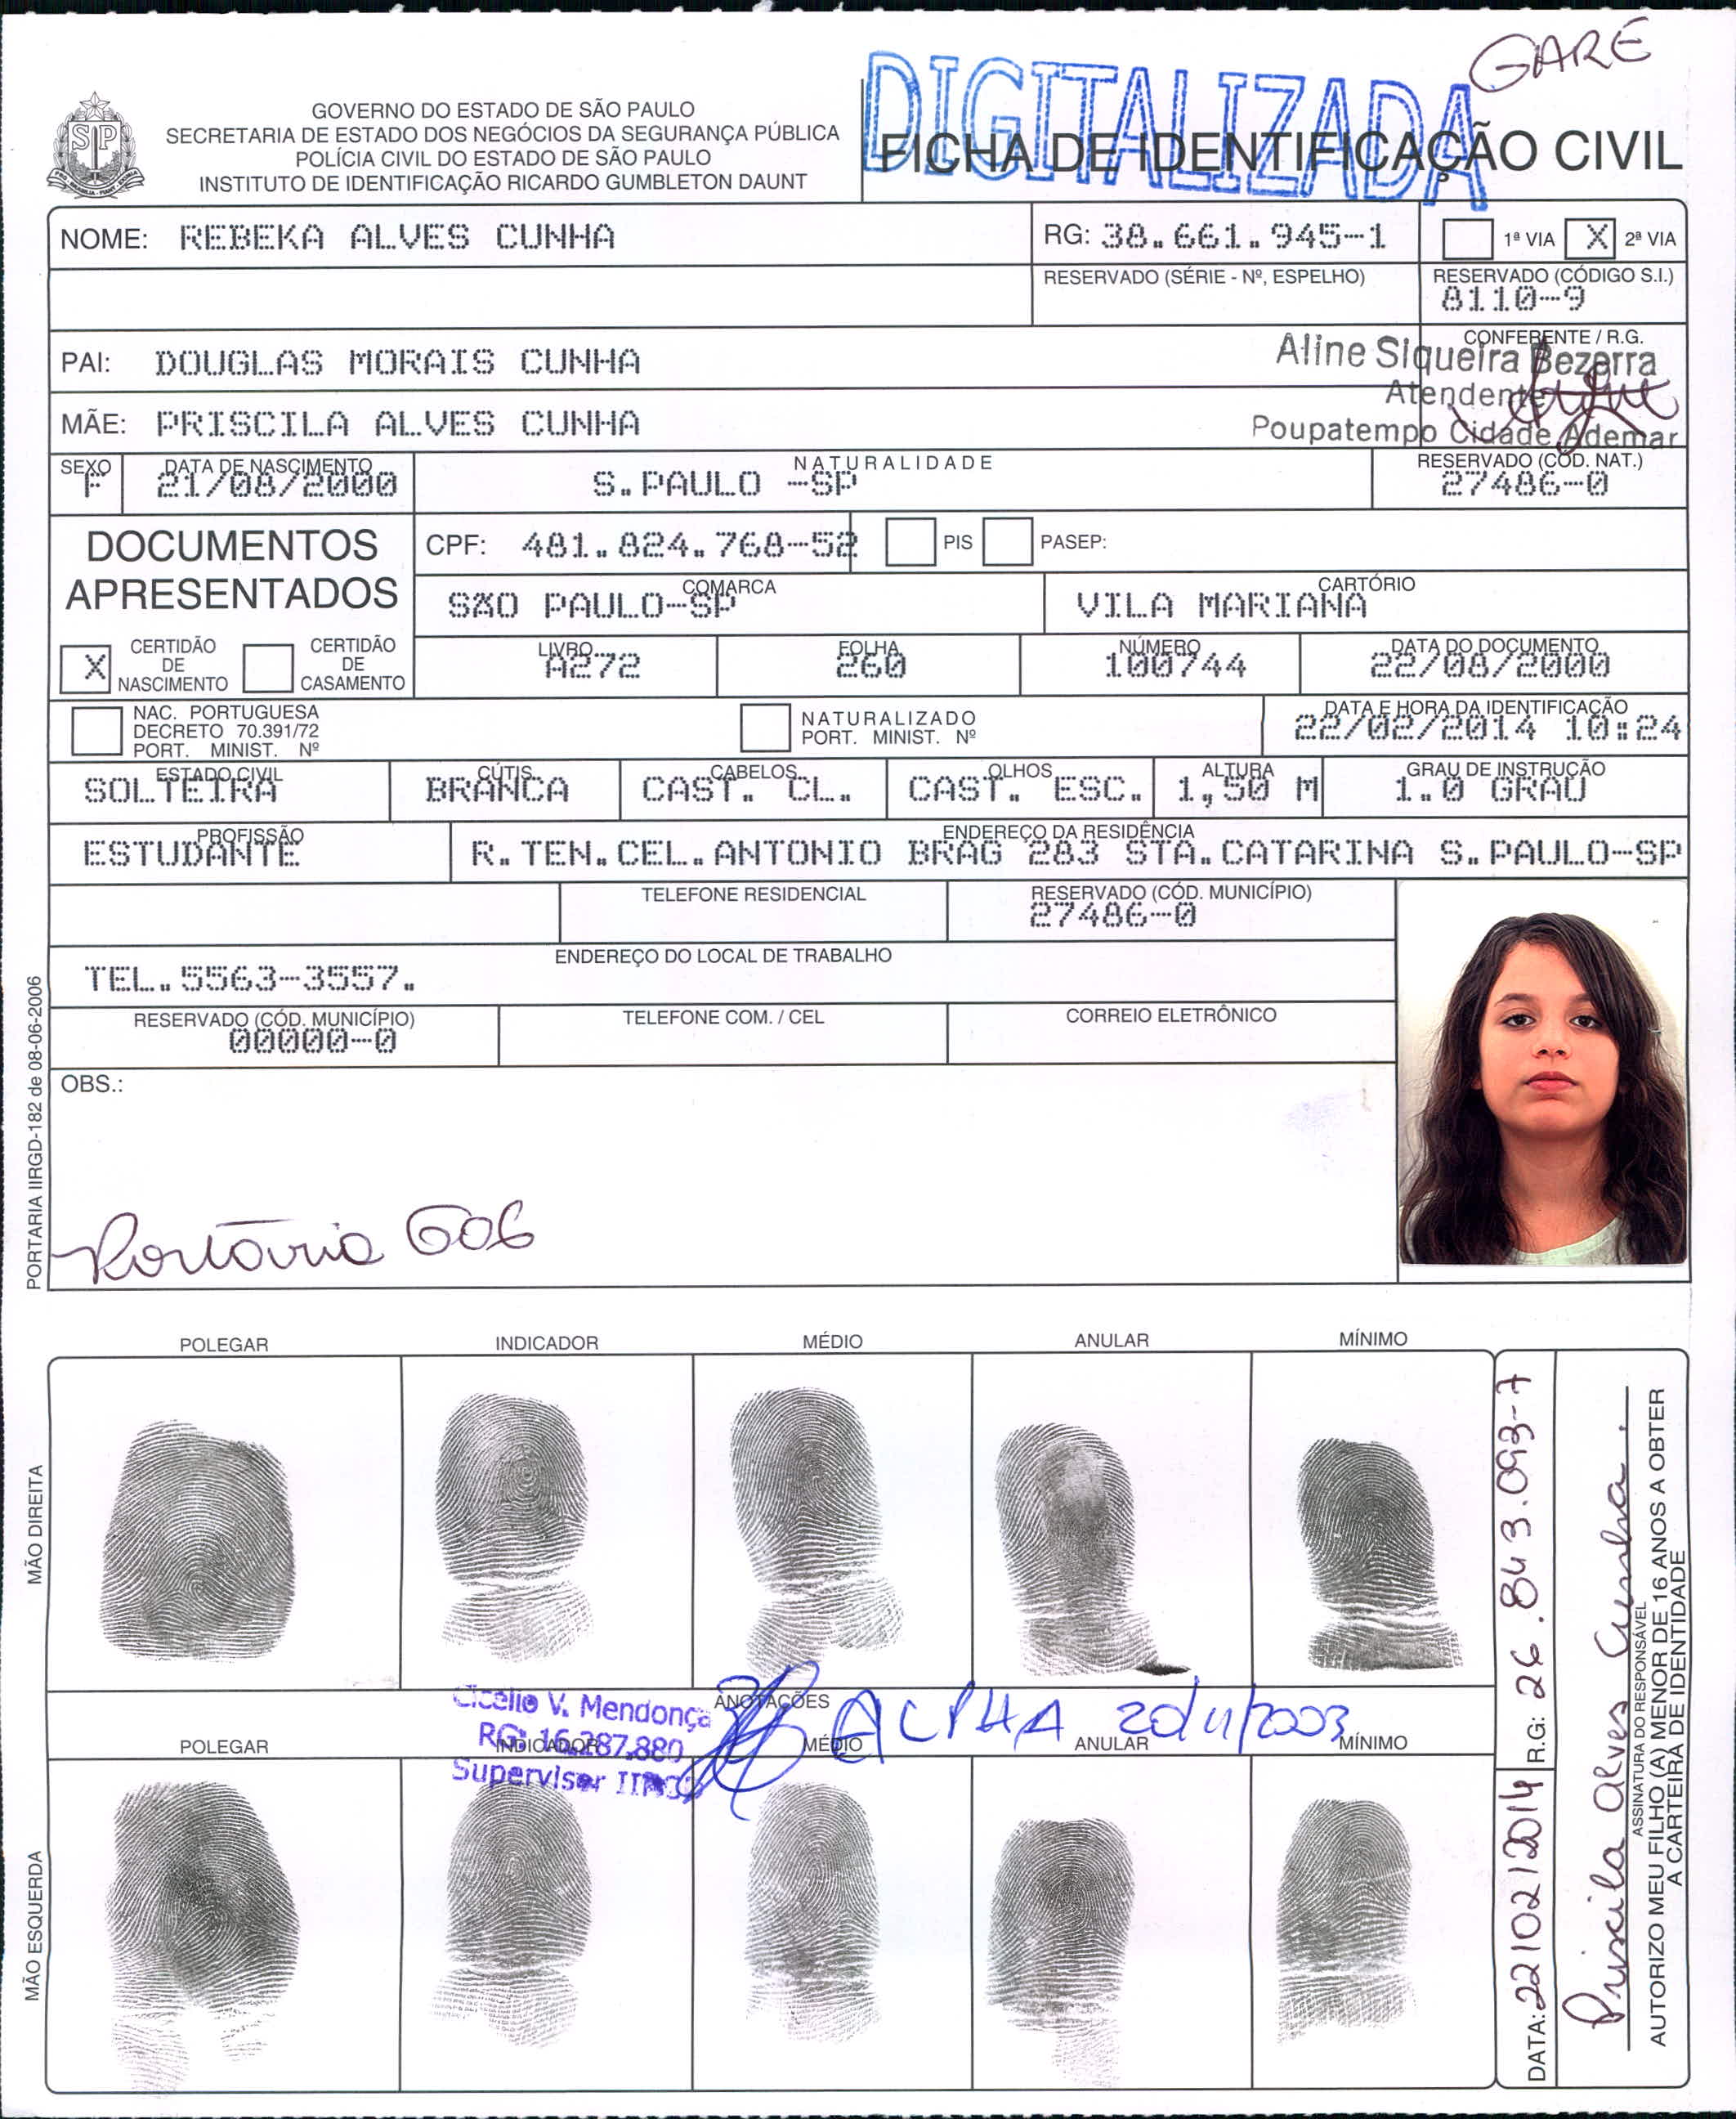 GARE
DIGITALIZADA
GOVERNO DO ESTADO DE SÃO PAULO
SECRETARIA DE ESTADO DOS NEGÓCIOS DA SEGURANÇA PÚBLICA
POLÍCIA CIVIL DO ESTADO DE SÃO PAULO
INSTITUTO DE IDENTIFICAÇÃO RICARDO GUMBLETON DAUNT
FICHA DE IDENTIFICAÇÃO CIVIL
NOME: REBEKA ALVES CUNHA RG: 38.661.945-1 1ª VIA X 2ª VIA
RESERVADO (SÉRIE - Nº, ESPELHO) RESERVADO (CÓDIGO S.I.)
8110-9
PAI: DOUGLAS MORAIS CUNHA CONFERENTE / R.G.
Aline Siqueira Bezerra
Atendente
MÃE: PRISCILA ALVES CUNHA
Poupatempo Cidade Ademar
SEXO DATA DE NASCIMENTO NATURALIDADE RESERVADO (COD. NAT.)
F 21/08/2000 S.PAULO -SP 27486-0
DOCUMENTOS
APRESENTADOS
CPF: 481.824.768-52 PIS PASEP:
COMARCA CARTÓRIO
SÃO PAULO-SP VILA MARIANA
X CERTIDÃO DE NASCIMENTO CERTIDÃO DE CASAMENTO
LIVRO FOLHA NÚMERO DATA DO DOCUMENTO
A272 260 100744 22/08/2000
NAC. PORTUGUESA
DECRETO 70.391/72
PORT. MINIST. Nº
NATURALIZADO
PORT. MINIST. Nº
DATA E HORA DA IDENTIFICAÇÃO
22/02/2014 10:24
ESTADO CIVIL CÚTIS CABELOS OLHOS ALTURA GRAU DE INSTRUÇÃO
SOLTEIRA BRANCA CAST. CL. CAST. ESC. 1,50 M 1.0 GRAU
PROFISSÃO ENDEREÇO DA RESIDÊNCIA
ESTUDANTE R.TEN.CEL.ANTONIO BRAG 283 STA.CATARINA S.PAULO-SP
TELEFONE RESIDENCIAL RESERVADO (CÓD. MUNICÍPIO)
27486-0
ENDEREÇO DO LOCAL DE TRABALHO
TEL.5563-3557.
RESERVADO (CÓD. MUNICÍPIO) TELEFONE COM. / CEL CORREIO ELETRÔNICO
00000-0
OBS.:
Portária 606
PORTARIA IIRGD-182 de 08-06-2006
POLEGAR INDICADOR MÉDIO ANULAR MÍNIMO
MÃO DIREITA
ANOTAÇÕES
V. Mendonça
RG: 16.287.880
Supervisor
ALPHA 20/11/2003
POLEGAR INDICADOR MÉDIO ANULAR MÍNIMO
MÃO ESQUERDA
DATA: 22/02/2014 R.G: 26.843.093-7
Priscila Alves Cunha.
ASSINATURA DO RESPONSÁVEL
AUTORIZO MEU FILHO (A) MENOR DE 16 ANOS A OBTER
A CARTEIRA DE IDENTIDADE